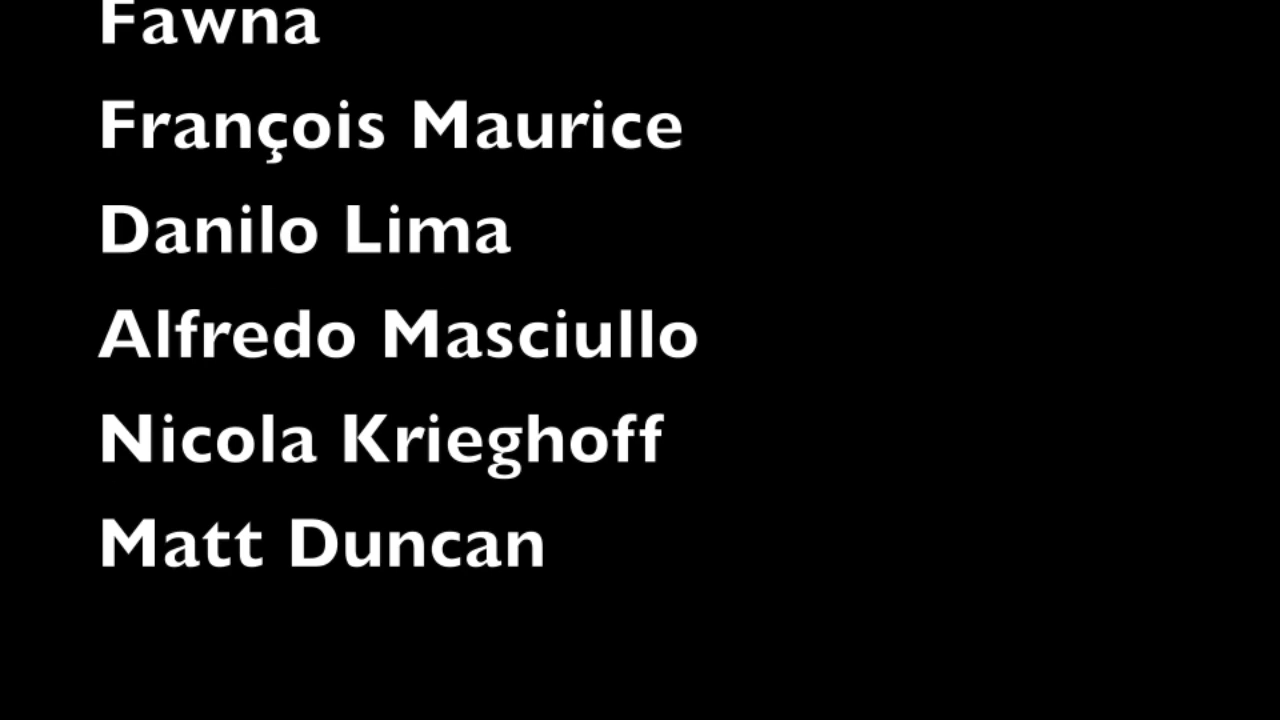 Fawna
François Maurice
Danilo Lima
Alfredo Masciullo
Nicola Krieghoff
Matt Duncan